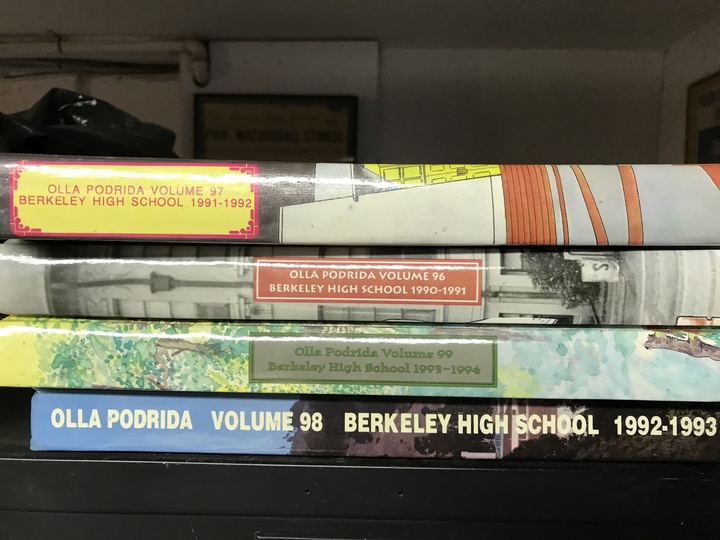 OLLA PODRIDA VOLUME 97
BERKELEY HIGH SCHOOL 1991-1992
OLLA PODRIDA VOLUME 96
BERKELEY HIGH SCHOOL 1990-1991
Olla Podrida Volume 99
Berkeley High School 1993-1994
OLLA PODRIDA VOLUME 98 BERKELEY HIGH SCHOOL 1992-1993